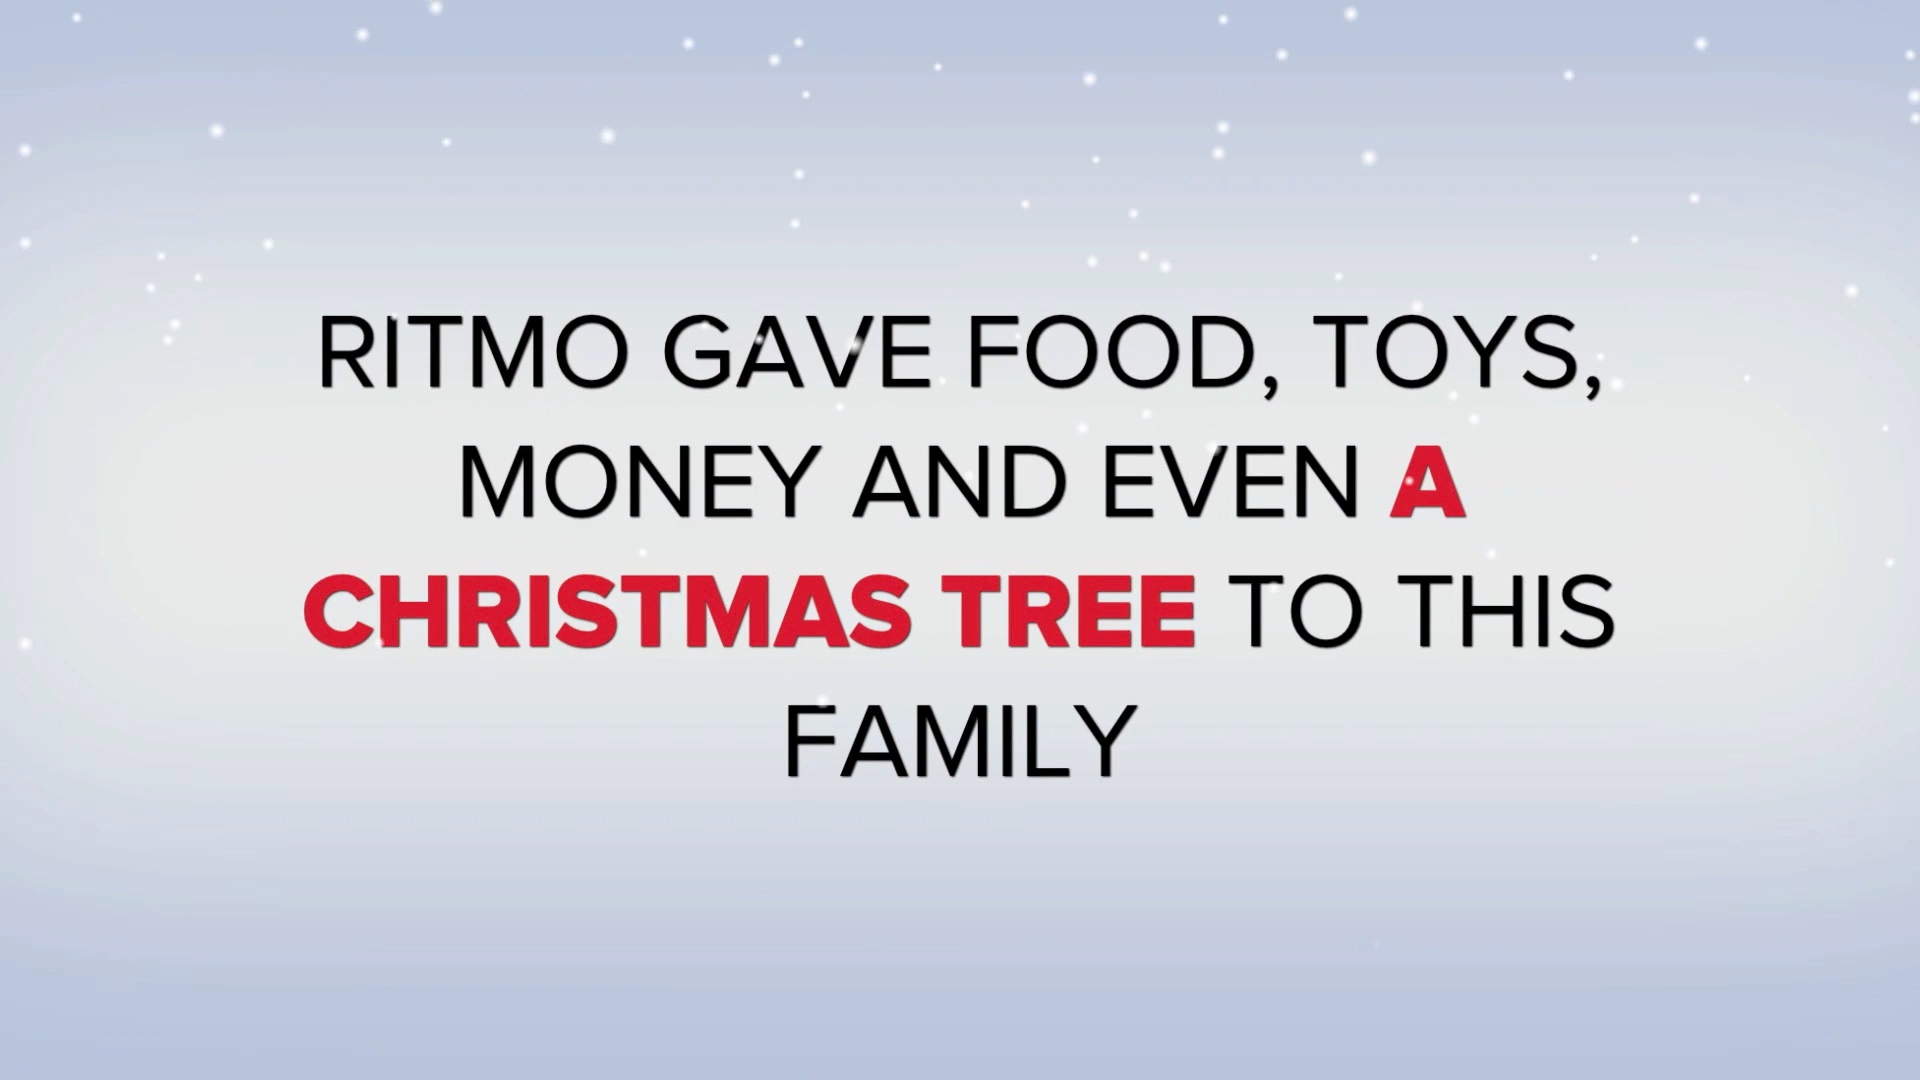 RITMO GAVE FOOD, TOYS,
MONEY AND EVEN A
CHRISTMAS TREE TO THIS
FAMILY